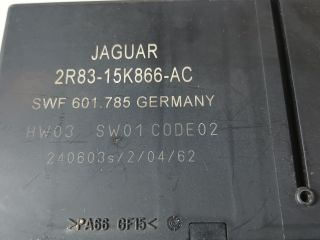 JAGUAR
2R83-15K866-AC
SWF 601.785 GERMANY
HW03 SW01 CODE02
240603s/2/04/62
>PA66 GF15<